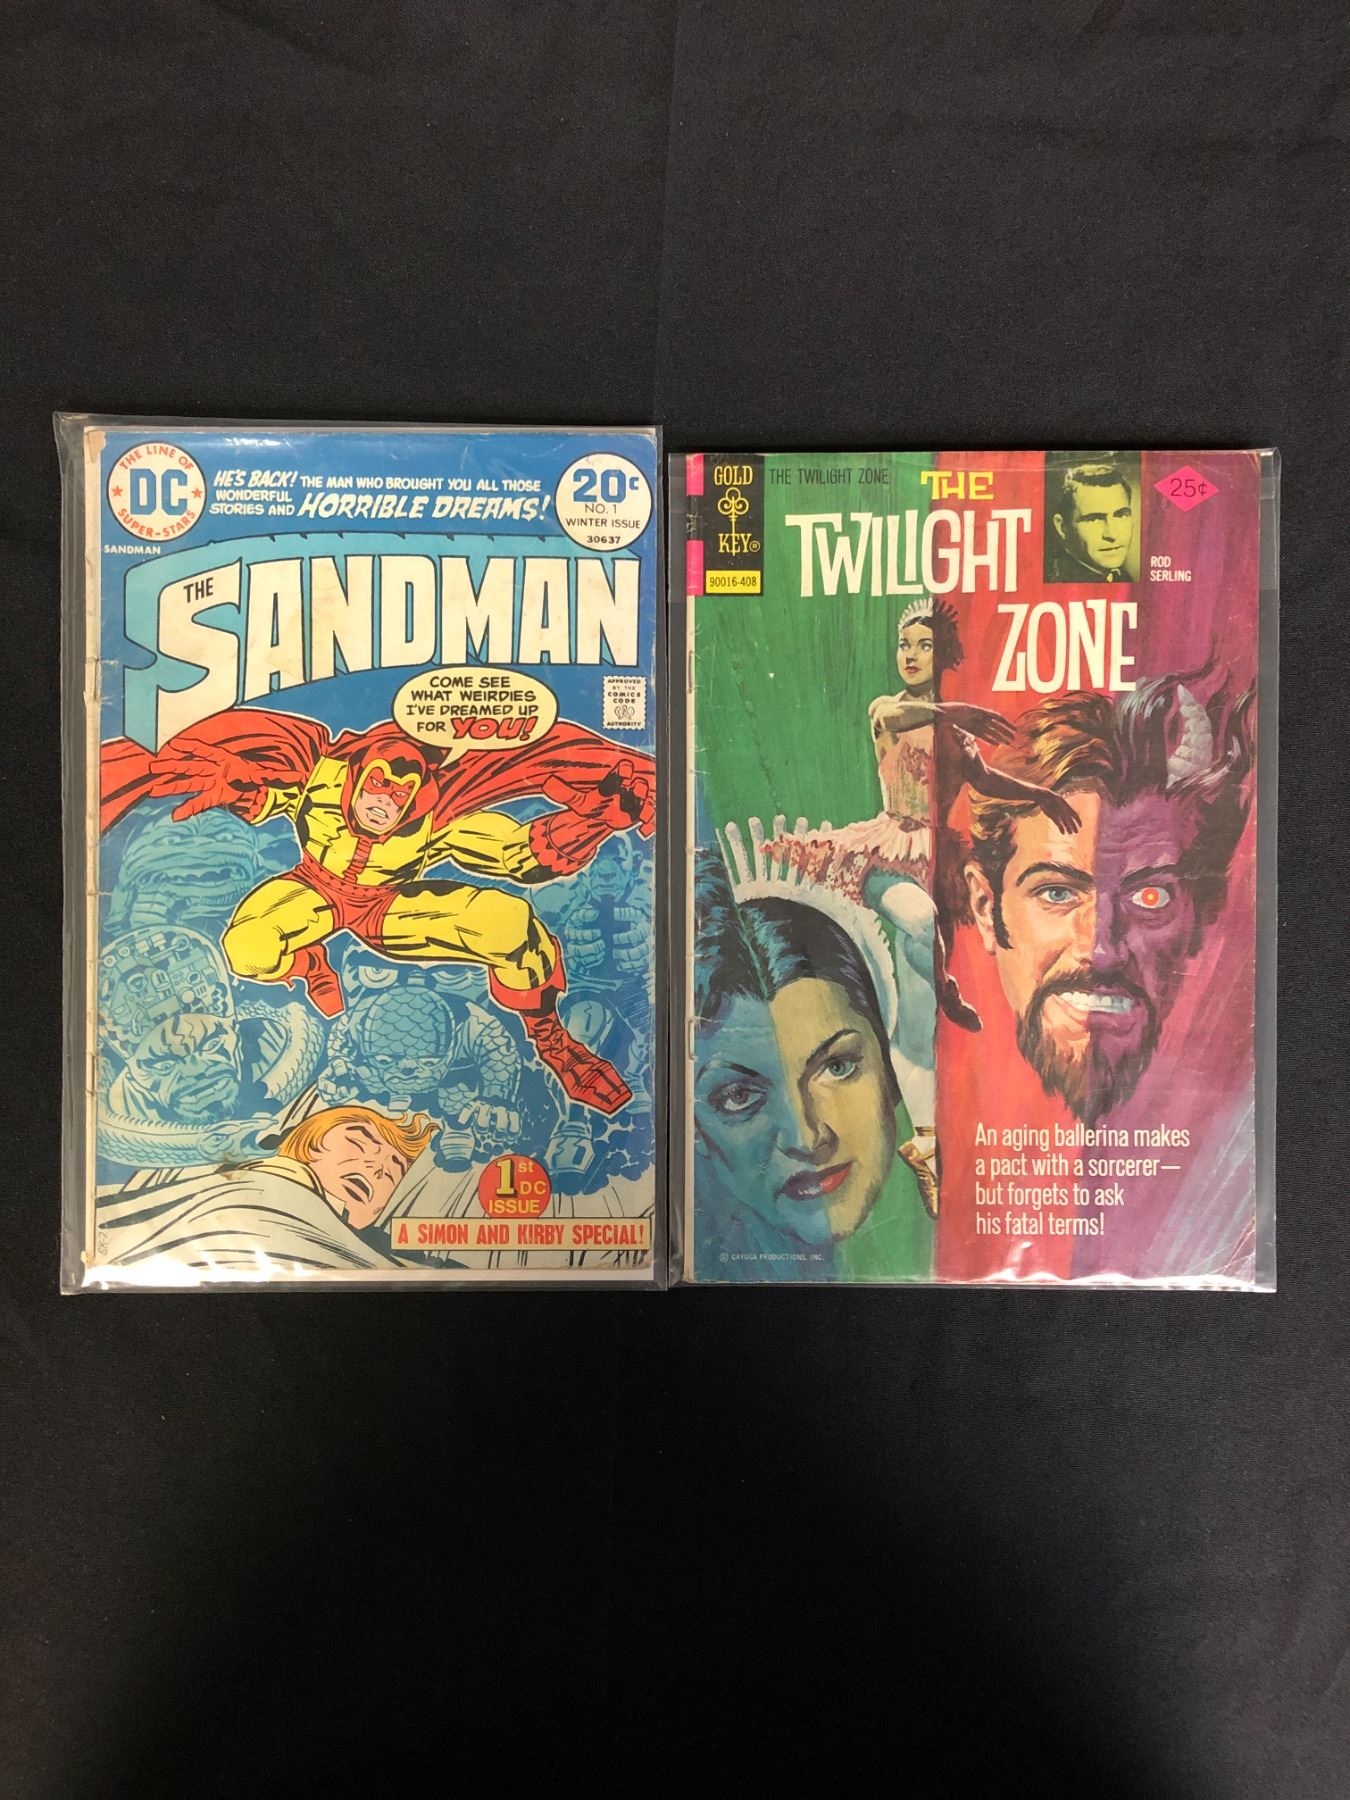 THE LINE OF
DC
SUPER-STARS
HE'S BACK! THE MAN WHO BROUGHT YOU ALL THOSE
WONDERFUL
STORIES AND HORRIBLE DREAMS!
20¢
NO. 1
WINTER ISSUE
30637
SANDMAN
THE
SANDMAN
COME SEE
WHAT WEIRDIES
I'VE DREAMED UP
FOR YOU!
APPROVED
BY THE
COMICS
CODE
AUTHORITY
1st
DC
ISSUE
A SIMON AND KIRBY SPECIAL!
SK-2
GOLD
KEY®
90016-408
THE TWILIGHT ZONE
THE
TWILIGHT
ZONE
ROD
SERLING
25¢
An aging ballerina makes
a pact with a sorcerer—
but forgets to ask
his fatal terms!
© CAYUGA PRODUCTIONS, INC.